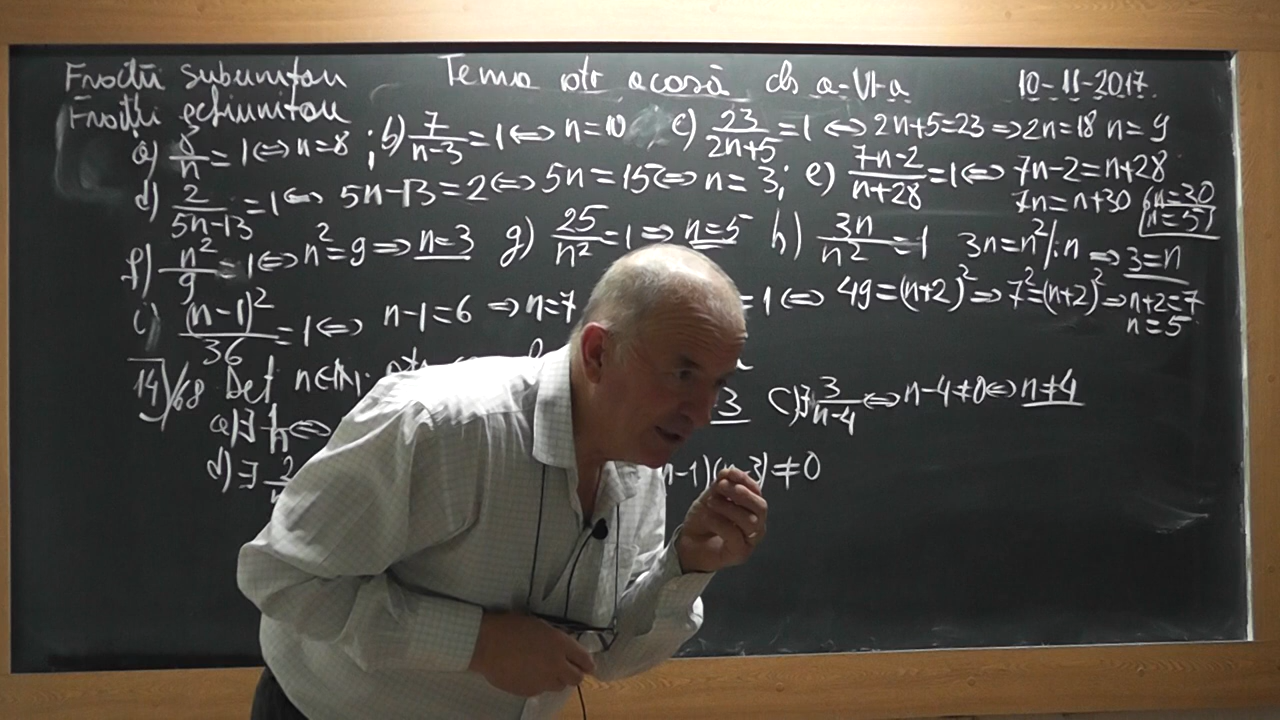 Fracții subunitare Tema ptr acasă cls a-VI-a 10-11-2017
Fracții echiunitare
a) 8/n = 1 ⇔ n=8 ; b) 7/(n-3) = 1 ⇔ n=10 c) 23/(2n+5) = 1 ⇔ 2n+5=23 ⇒ 2n=18 n=9
d) 2/(5n-13) = 1 ⇔ 5n-13=2 ⇔ 5n=15 ⇔ n=3; e) (7n-2)/(n+28) = 1 ⇔ 7n-2=n+28
7n=n+30 6n=30
n=5
f) n²/9 = 1 ⇔ n²=9 ⇒ n=3 g) 25/n² = 1 ⇒ n=5 h) 3n/n² = 1 3n=n²/:n ⇒ 3=n
i) (n-1)²/36 = 1 ⇔ n-1=6 ⇒ n=7 = 1 ⇔ 49=(n+2)² ⇒ 7²=(n+2)² ⇒ n+2=7
n=5
14)/68 Det n∈ℕ
a) ∃ 1/n ⇔ 3 c) ∃ 3/(n-4) ⇔ n-4≠0 ⇔ n≠4
d) ∃ 2 n-1)(n-3)≠0